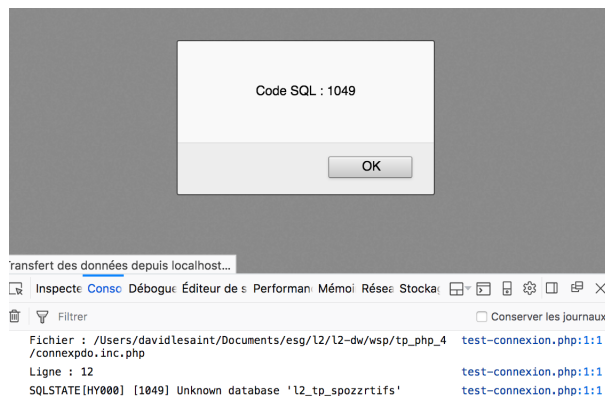 Code SQL : 1049
OK
Transfert des données depuis localhost...
Inspecte Conso Débogue Éditeur de s Performan Mémoi Résea Stocka
Filtrer Conserver les journaux
Fichier : /Users/davidlesaint/Documents/esg/l2/l2-dw/wsp/tp_php_4 test-connexion.php:1:1
/connexpdo.inc.php
Ligne : 12 test-connexion.php:1:1
SQLSTATE[HY000] [1049] Unknown database 'l2_tp_spozzrtifs' test-connexion.php:1:1